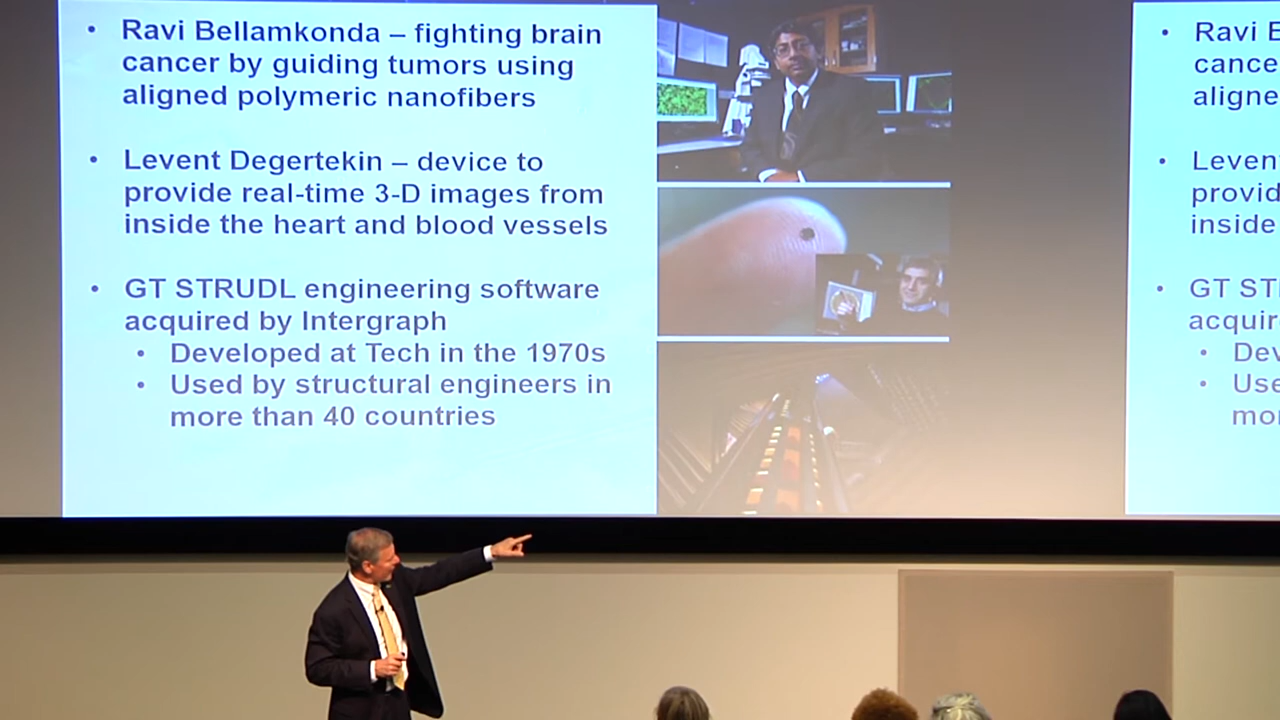 • Ravi Bellamkonda – fighting brain
cancer by guiding tumors using
aligned polymeric nanofibers
• Levent Degertekin – device to
provide real-time 3-D images from
inside the heart and blood vessels
• GT STRUDL engineering software
acquired by Intergraph
• Developed at Tech in the 1970s
• Used by structural engineers in
more than 40 countries
• Ravi B
cance
aligne
• Leven
provid
inside
• GT ST
acquir
• Dev
• Use
mor